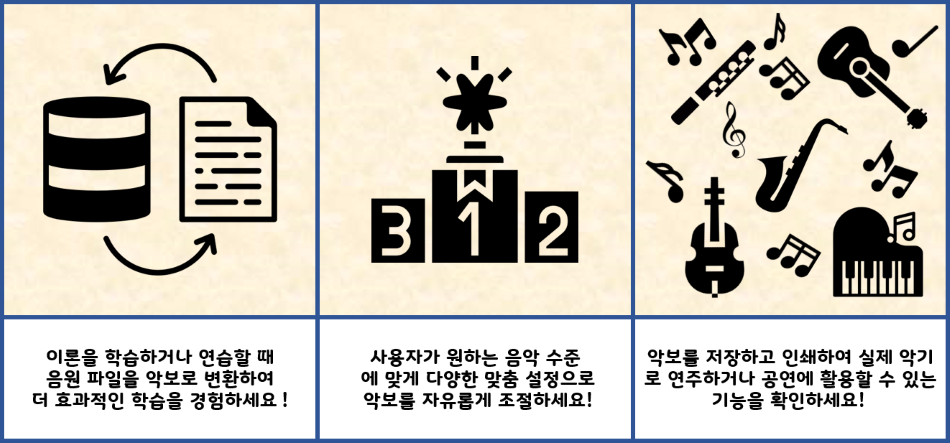 3
1
2
이론을 학습하거나 연습할 때
음원 파일을 악보로 변환하여
더 효과적인 학습을 경험하세요 !
사용자가 원하는 음악 수준
에 맞게 다양한 맞춤 설정으로
악보를 자유롭게 조절하세요!
악보를 저장하고 인쇄하여 실제 악기
로 연주하거나 공연에 활용할 수 있는
기능을 확인하세요!